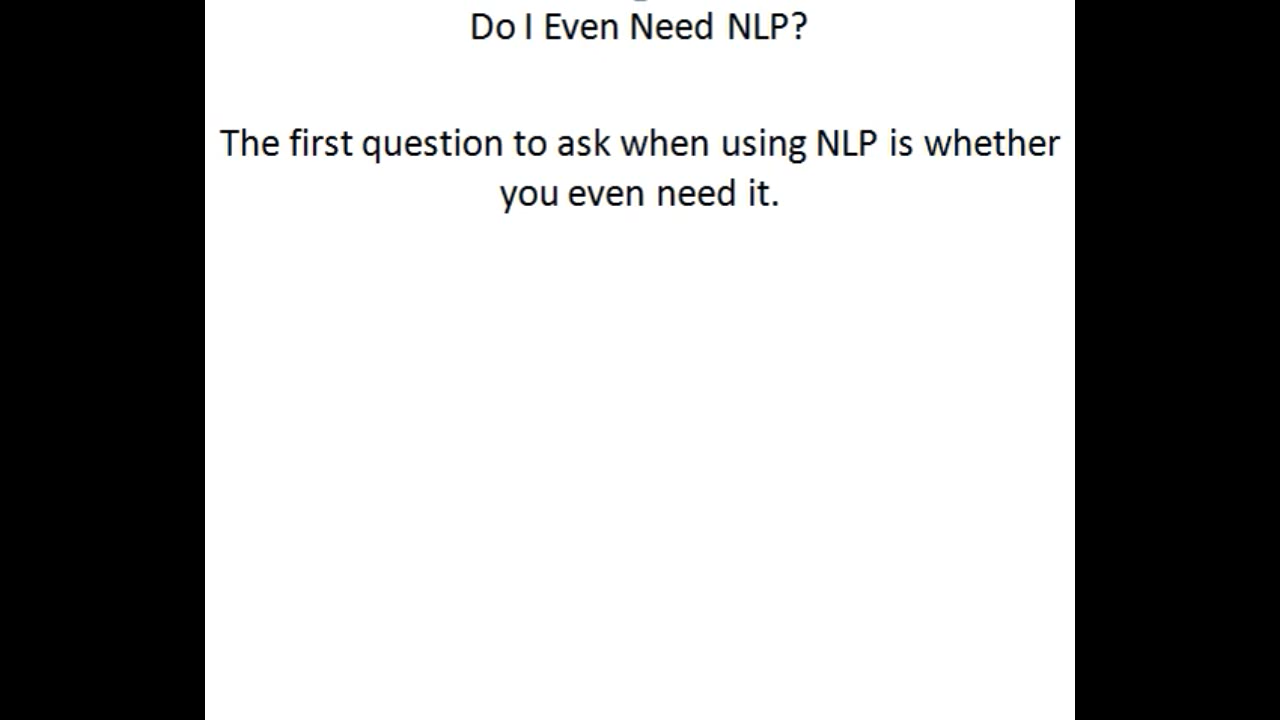 Do I Even Need NLP?
The first question to ask when using NLP is whether
you even need it.